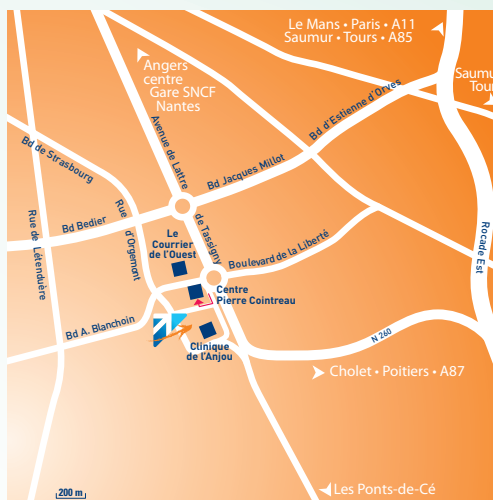 Le Mans • Paris • A11
Saumur • Tours • A85
Angers
centre
Gare SNCF
Nantes
Saumu
Tour
Bd d'Estienne d'Orves
Avenue de Lattre
de Tassigny
Bd de Strasbourg
Bd Jacques Millot
Rue de Létenduère
Rue d'Orgemont
Bd Bedier
Le
Courrier
de l'Ouest
Boulevard de la Liberté
Rocade Est
Centre
Pierre Cointreau
Bd A. Blanchoin
N 260
Clinique
de l'Anjou
Cholet • Poitiers • A87
Les Ponts-de-Cé
200 m